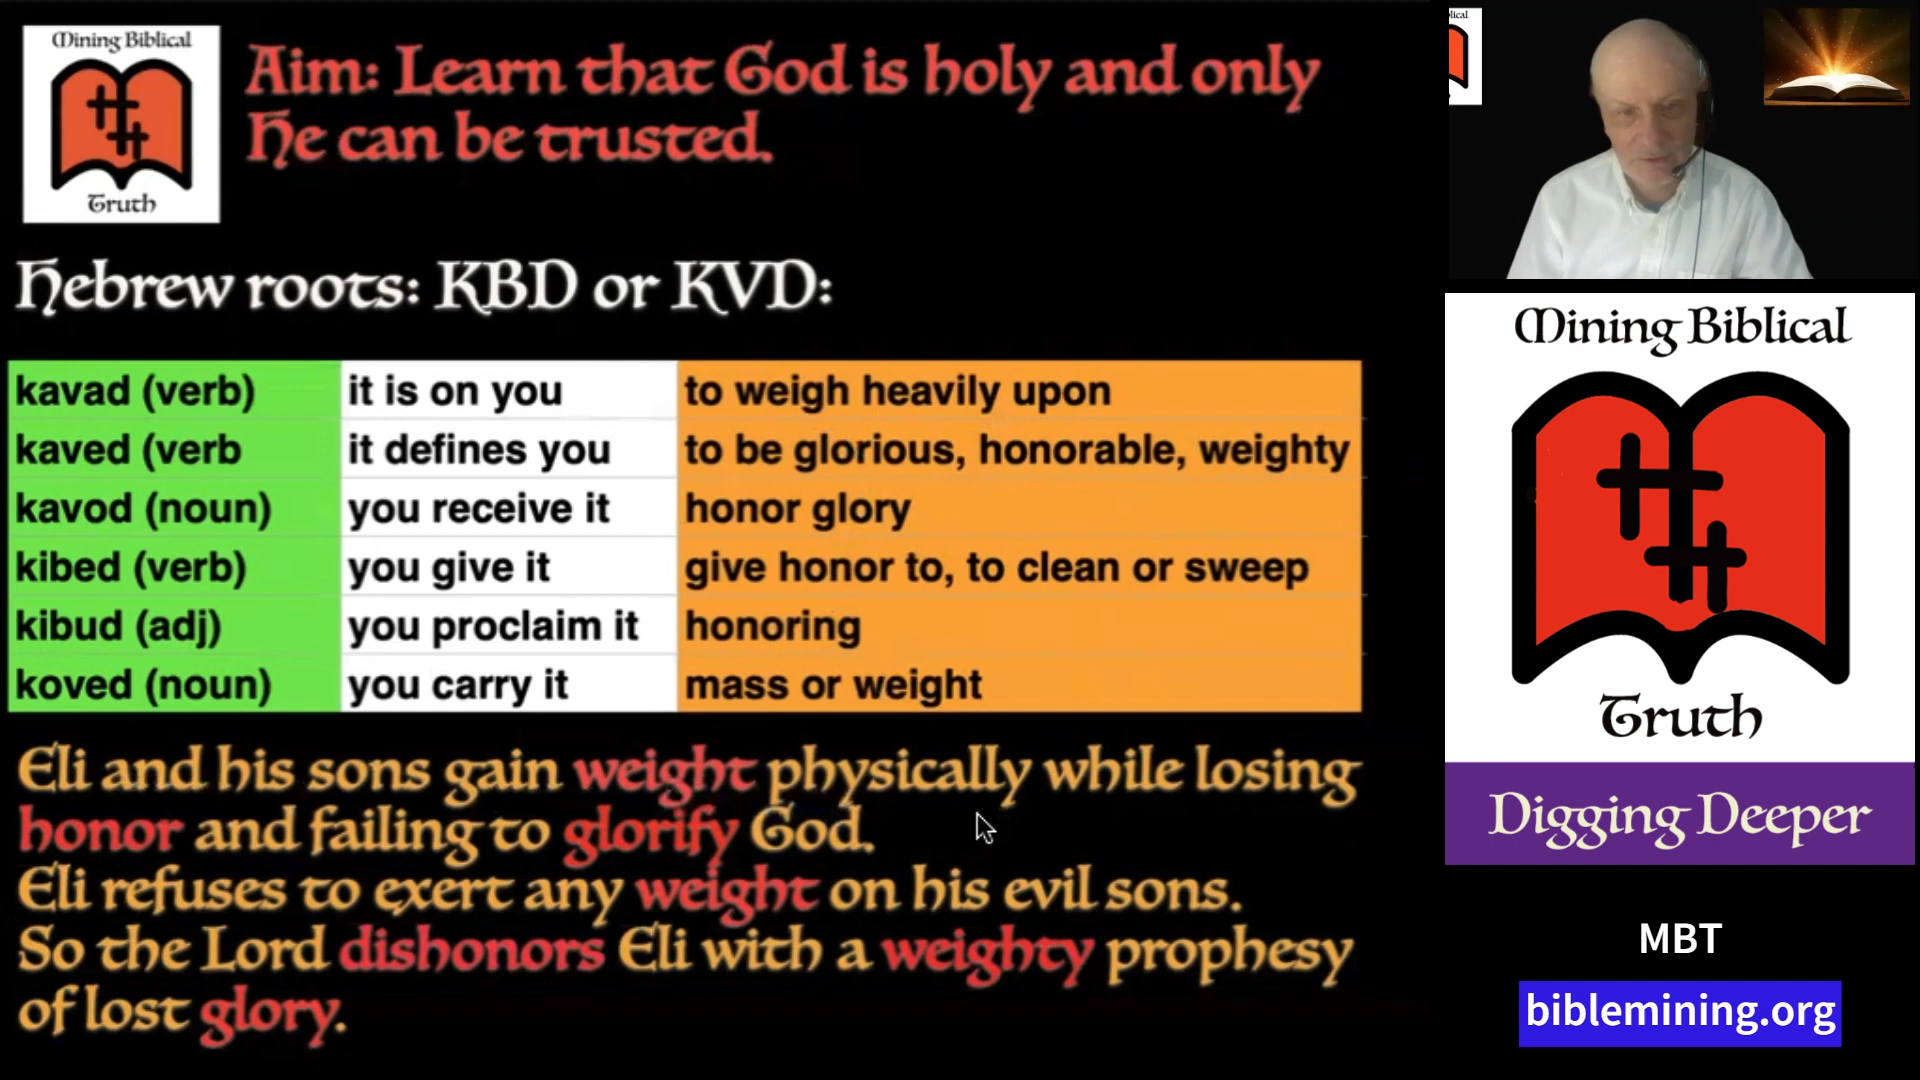 Mining Biblical
Truth
Aim: Learn that God is holy and only
He can be trusted.
Hebrew roots: KBD or KVD:
kavad (verb) it is on you to weigh heavily upon
kaved (verb it defines you to be glorious, honorable, weighty
kavod (noun) you receive it honor glory
kibed (verb) you give it give honor to, to clean or sweep
kibud (adj) you proclaim it honoring
koved (noun) you carry it mass or weight
Eli and his sons gain weight physically while losing
honor and failing to glorify God.
Eli refuses to exert any weight on his evil sons.
So the Lord dishonors Eli with a weighty prophesy
of lost glory.
lical
Mining Biblical
Truth
Digging Deeper
MBT
biblemining.org